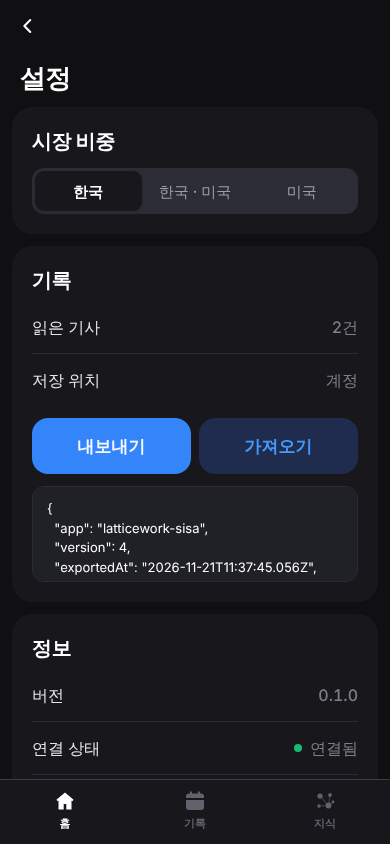 설정
시장 비중
한국
한국 · 미국
미국
기록
읽은 기사
2건
저장 위치
계정
내보내기
가져오기
{
"app": "latticework-sisa",
"version": 4,
"exportedAt": "2026-11-21T11:37:45.056Z",
정보
버전
0.1.0
연결 상태
연결됨
홈
기록
지식